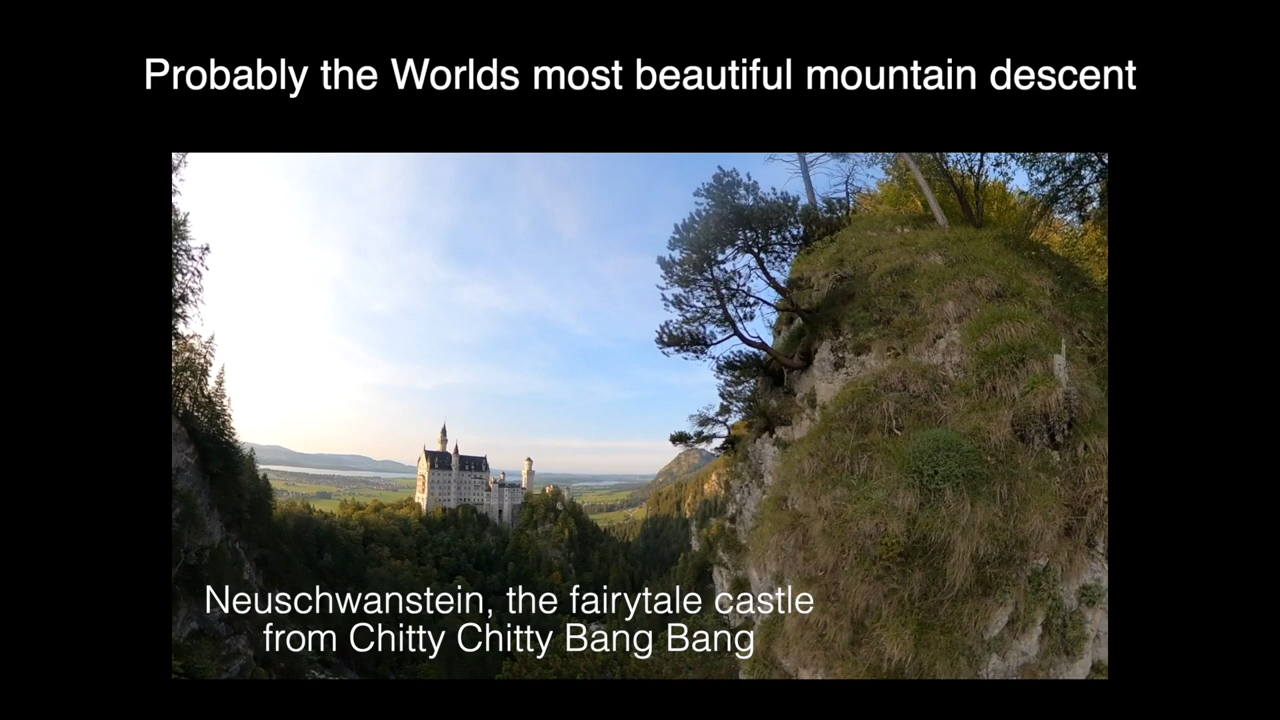 Probably the Worlds most beautiful mountain descent
Neuschwanstein, the fairytale castle
from Chitty Chitty Bang Bang